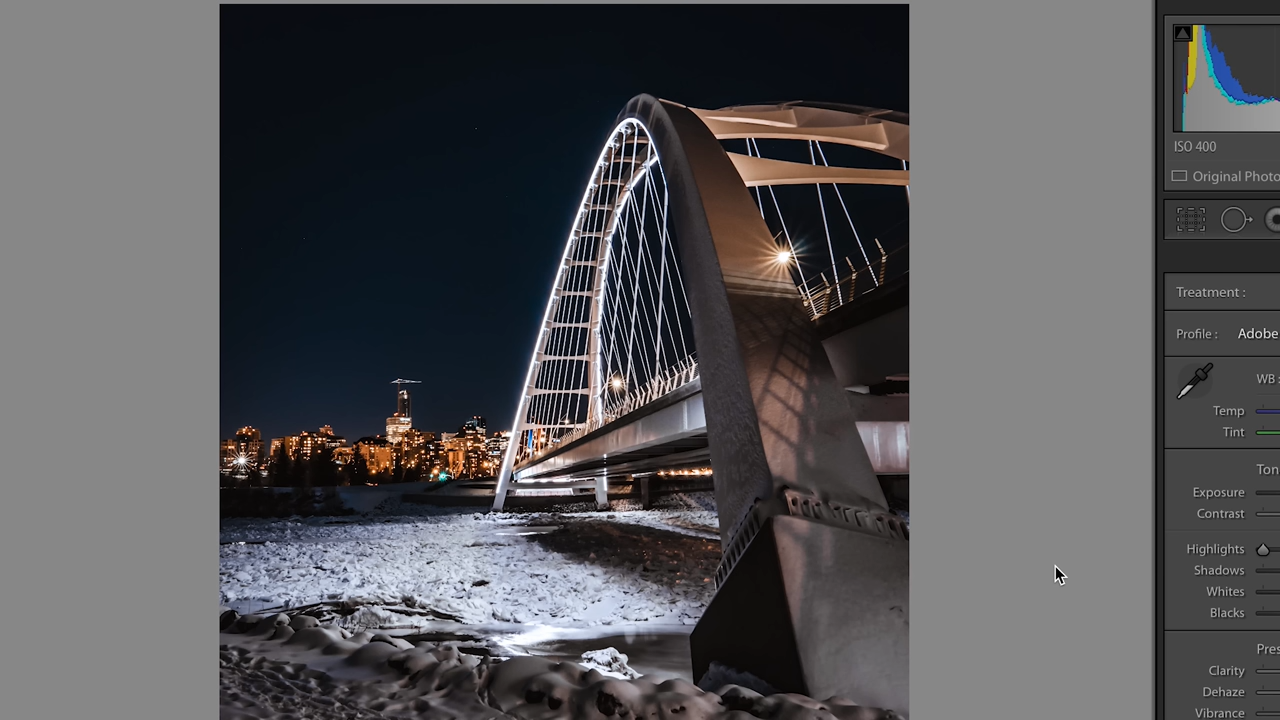 ISO 400
Original Photo
Treatment :
Profile : Adobe
WB :
Temp
Tint
Ton
Exposure
Contrast
Highlights
Shadows
Whites
Blacks
Pres
Clarity
Dehaze
Vibrance